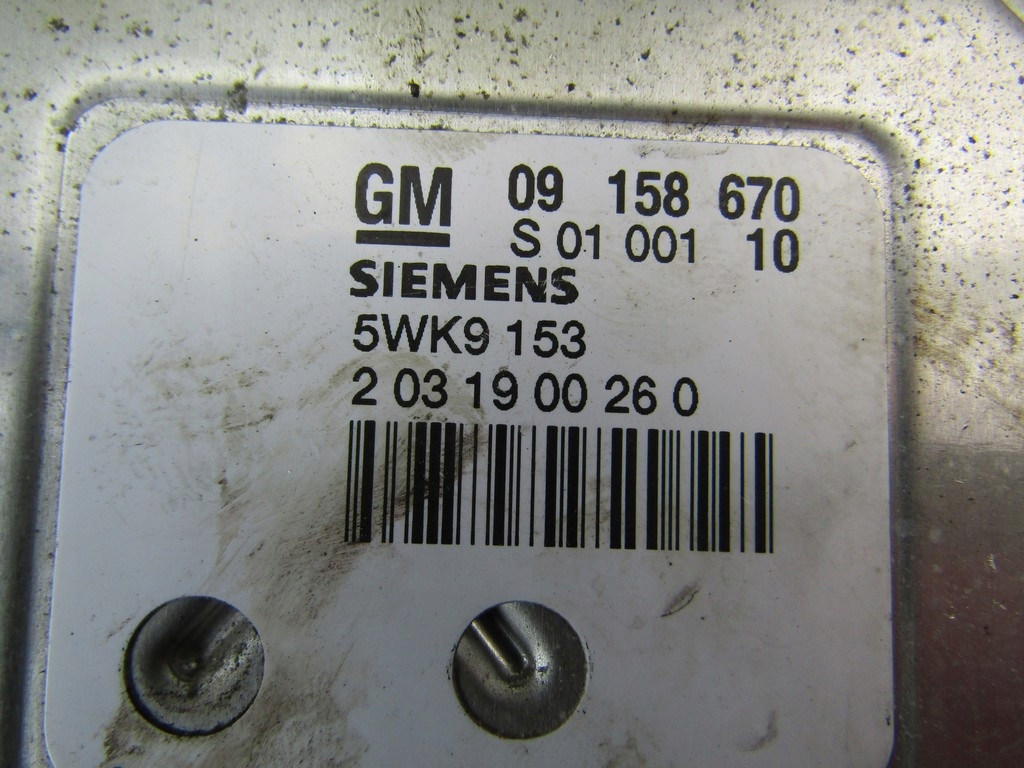 GM 09 158 670
S 01 001 10
SIEMENS
5WK9 153
2 03 19 00 26 0